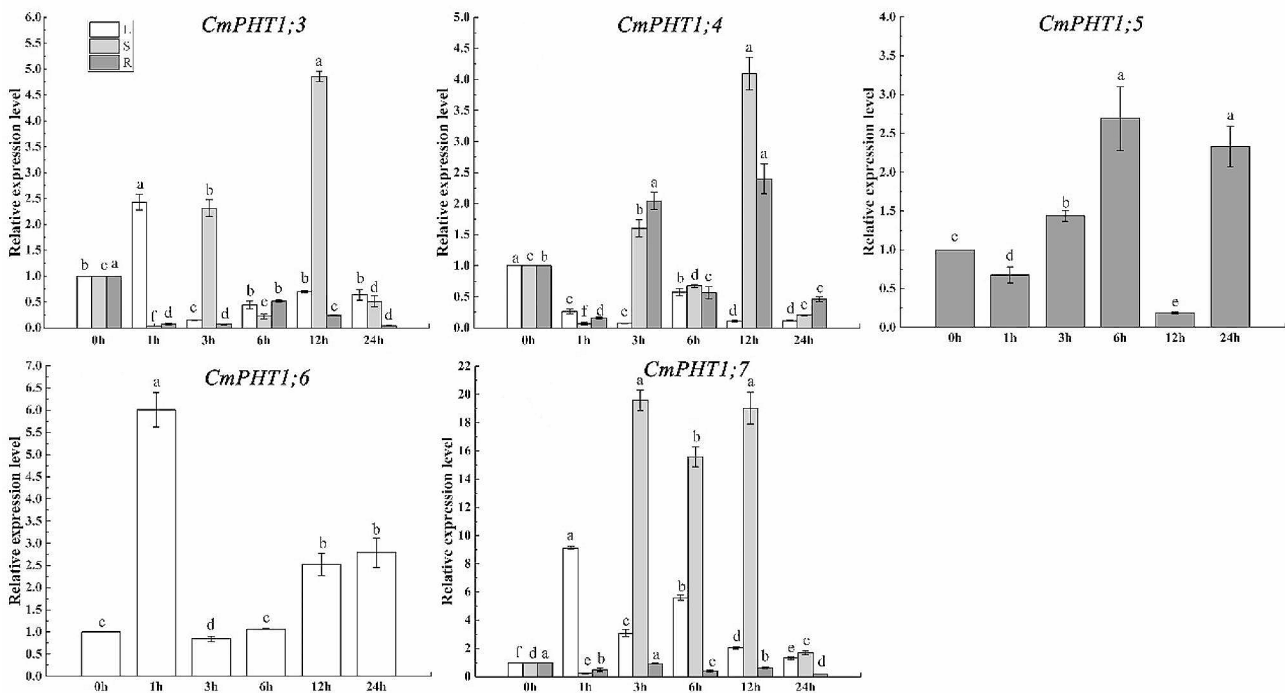 CmPHT1;3
L
S
R
Relative expression level
6.0
5.5
5.0
4.5
4.0
3.5
3.0
2.5
2.0
1.5
1.0
0.5
0.0
b c a
a f d
c b d
b e b
b a c
b c d
0h 1h 3h 6h 12h 24h
CmPHT1;4
Relative expression level
5.0
4.5
4.0
3.5
3.0
2.5
2.0
1.5
1.0
0.5
0.0
a c b
c f e
c b a
b d c
d a a
d e c
0h 1h 3h 6h 12h 24h
CmPHT1;5
Relative expression level
4.0
3.5
3.0
2.5
2.0
1.5
1.0
0.5
0.0
c d b a e a
0h 1h 3h 6h 12h 24h
CmPHT1;6
Relative expression level
7.0
6.5
6.0
5.5
5.0
4.5
4.0
3.5
3.0
2.5
2.0
1.5
1.0
0.5
0.0
c a d c b b
0h 1h 3h 6h 12h 24h
CmPHT1;7
Relative expression level
22
20
18
16
14
12
10
8
6
4
2
0
f d a
a e b
c a a
b b c
d a b
e c d
0h 1h 3h 6h 12h 24h